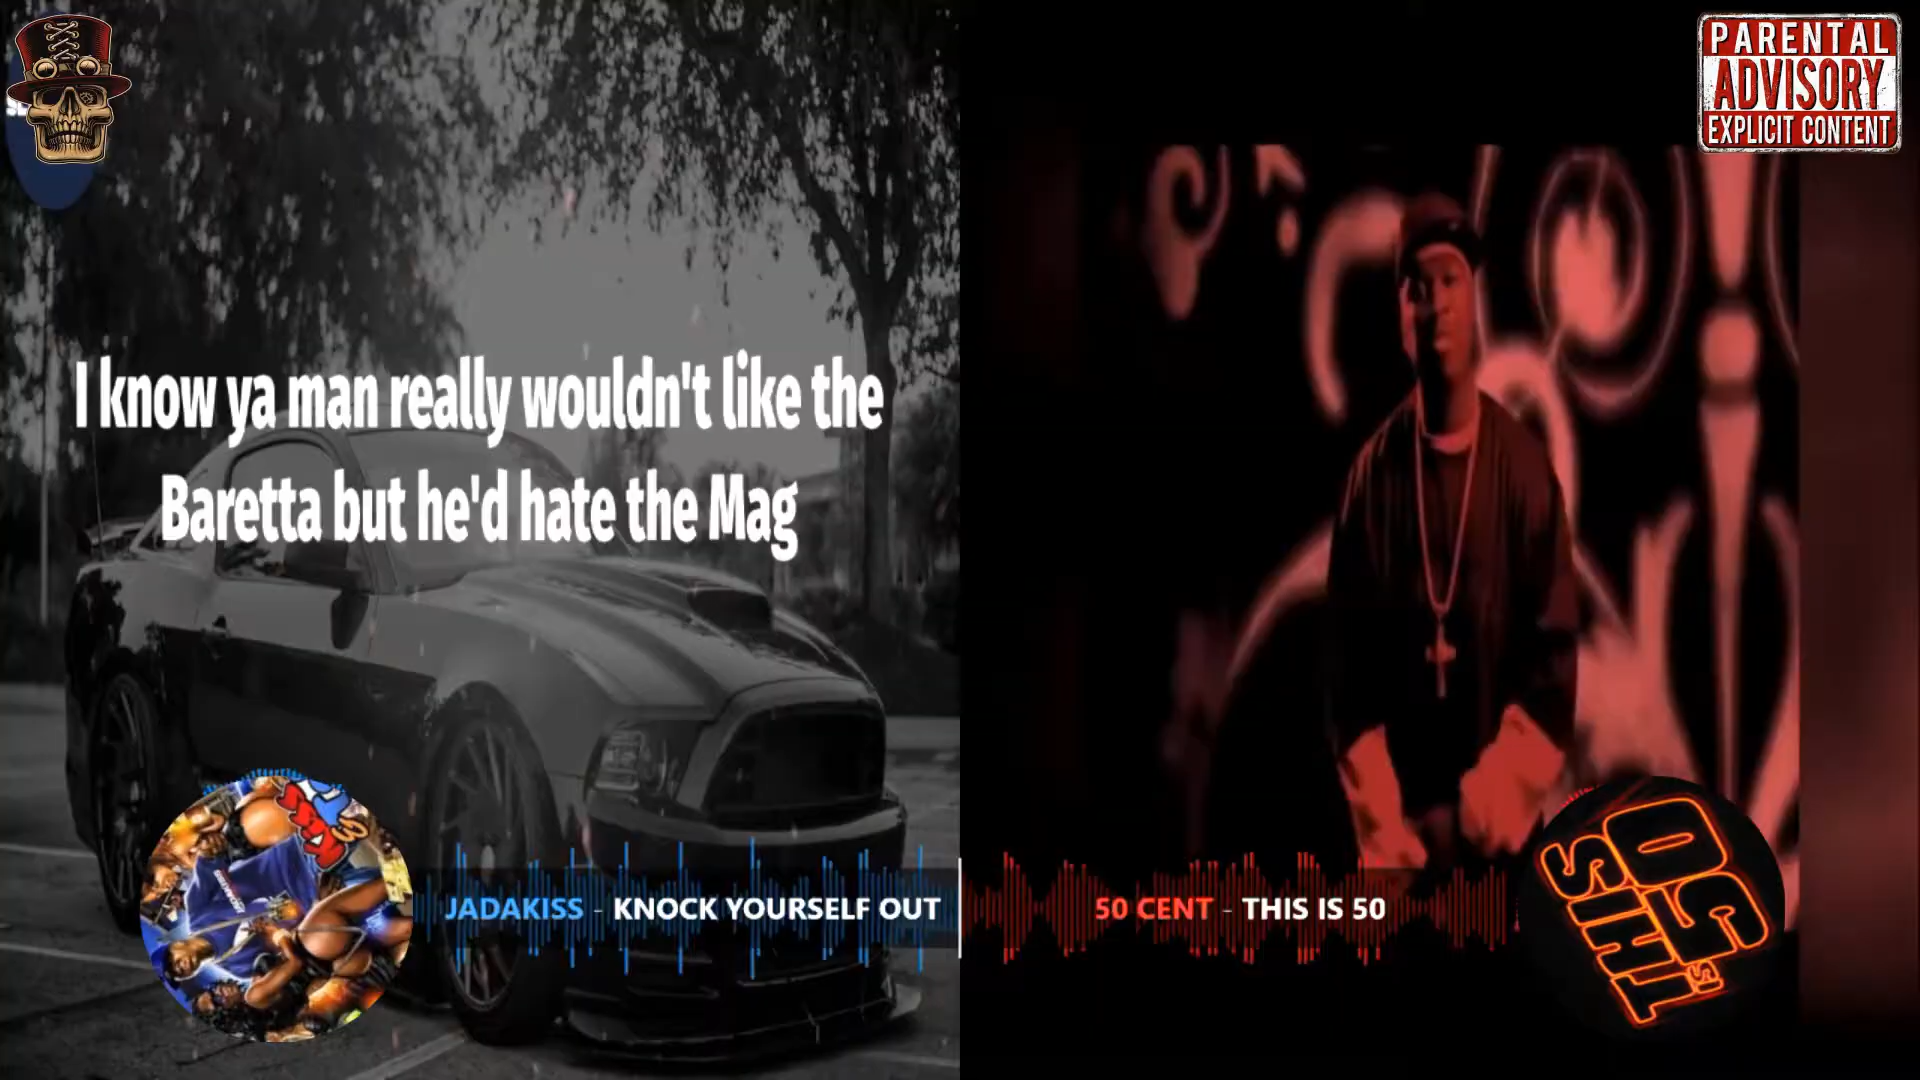 PARENTAL
ADVISORY
EXPLICIT CONTENT
I know ya man really wouldn't like the
Baretta but he'd hate the Mag
JADAKISS - KNOCK YOURSELF OUT
50 CENT - THIS IS 50
THIS
is
50